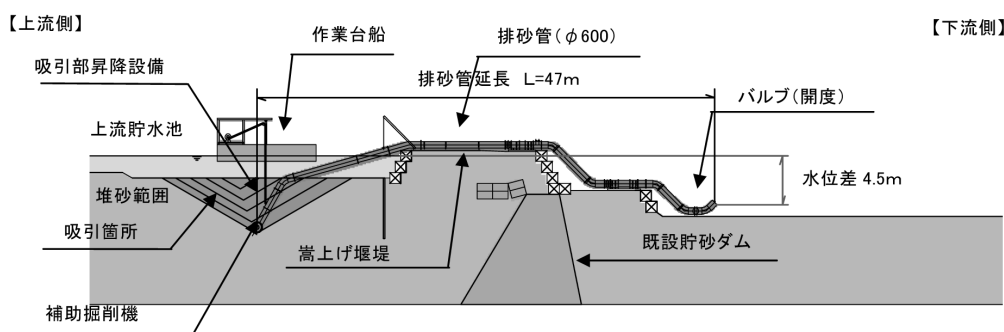 【上流側】
【下流側】
作業台船
排砂管(φ600)
吸引部昇降設備
排砂管延長 L=47m
バルブ(開度)
上流貯水池
堆砂範囲
水位差 4.5m
吸引箇所
嵩上げ堰堤
既設貯砂ダム
補助掘削機